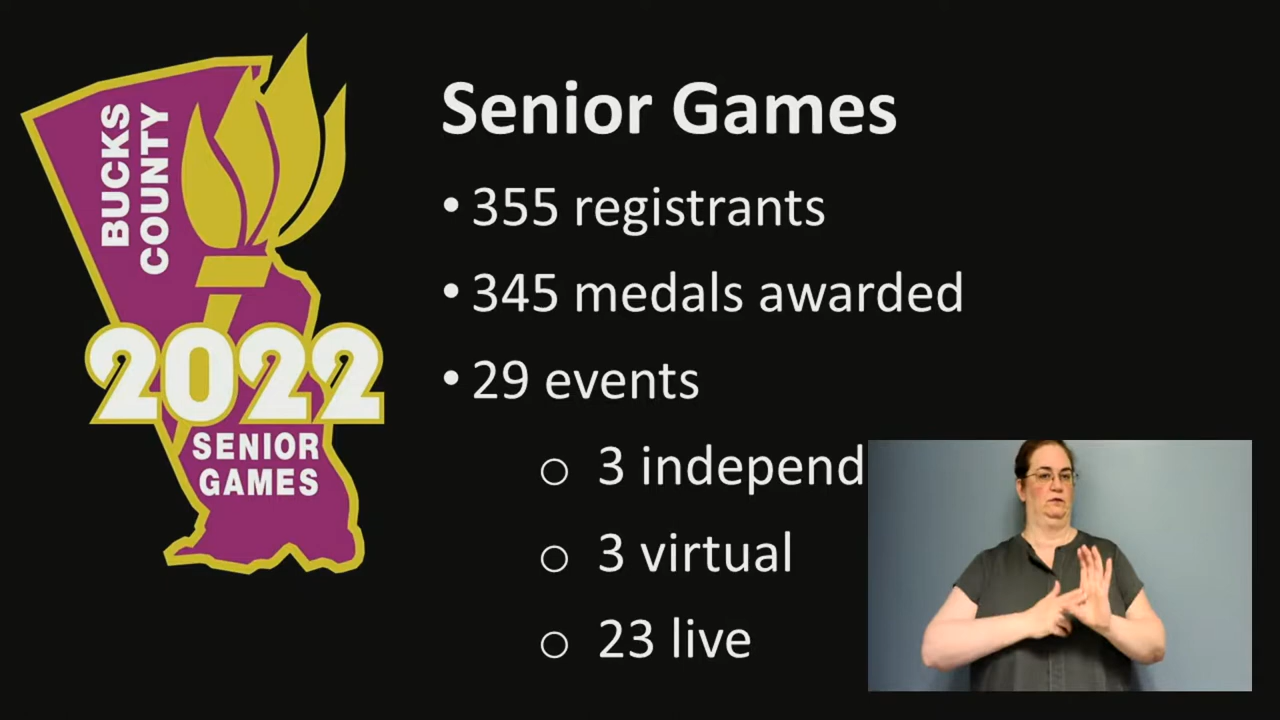 BUCKS
COUNTY
2022
SENIOR
GAMES
Senior Games
• 355 registrants
• 345 medals awarded
• 29 events
o 3 independ
o 3 virtual
o 23 live